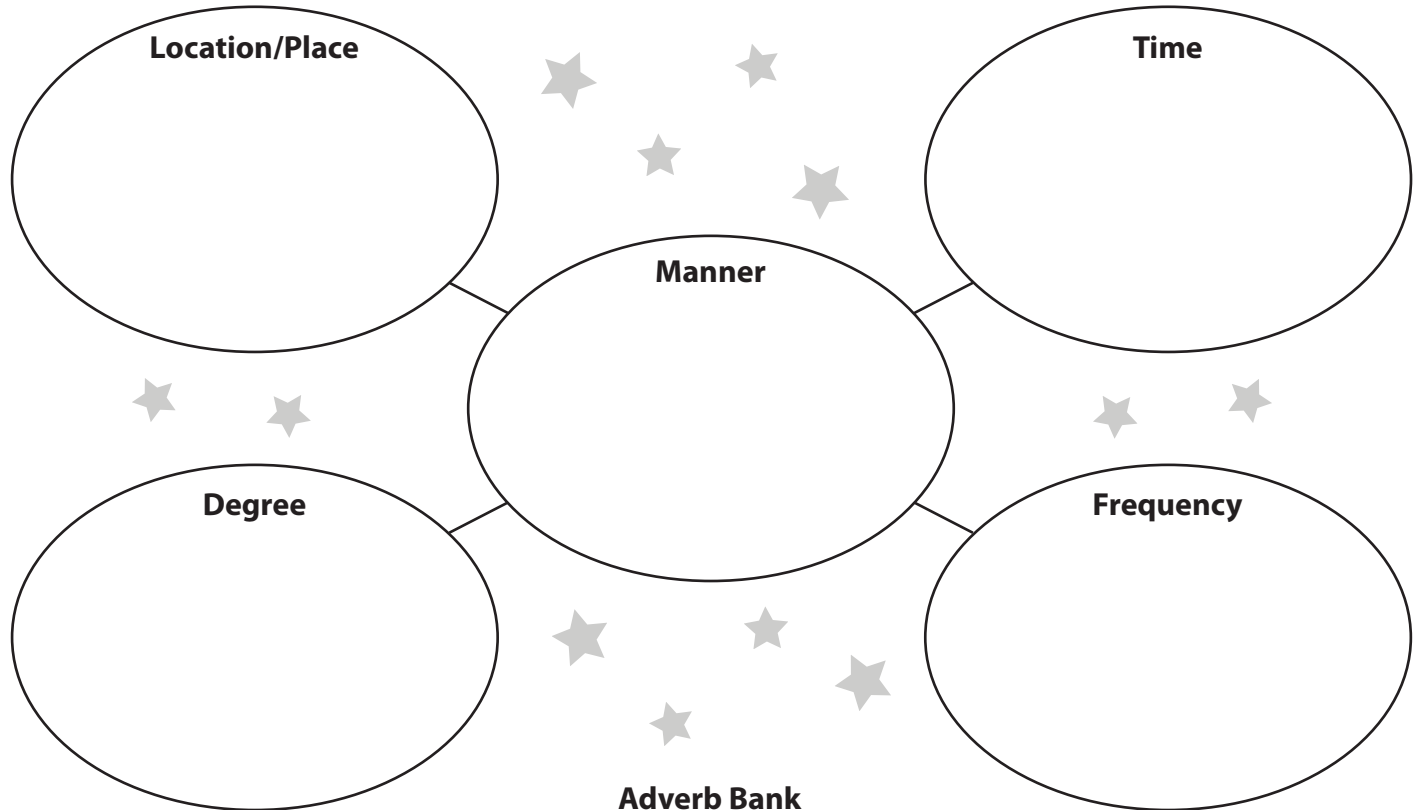 Location/Place
Time
Manner
Degree
Frequency
Adverb Bank